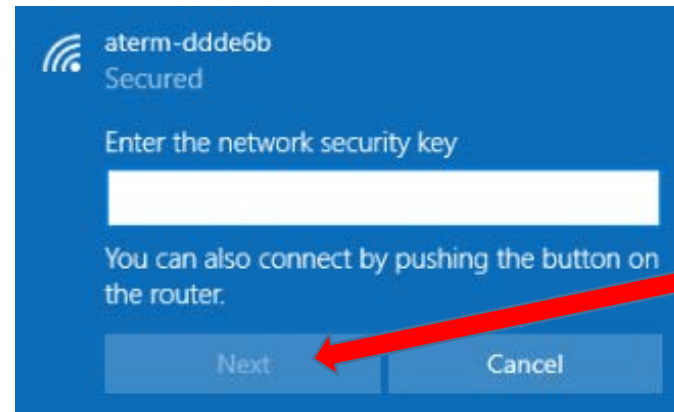 aterm-ddde6b
Secured
Enter the network security key
You can also connect by pushing the button on
the router.
Next
Cancel